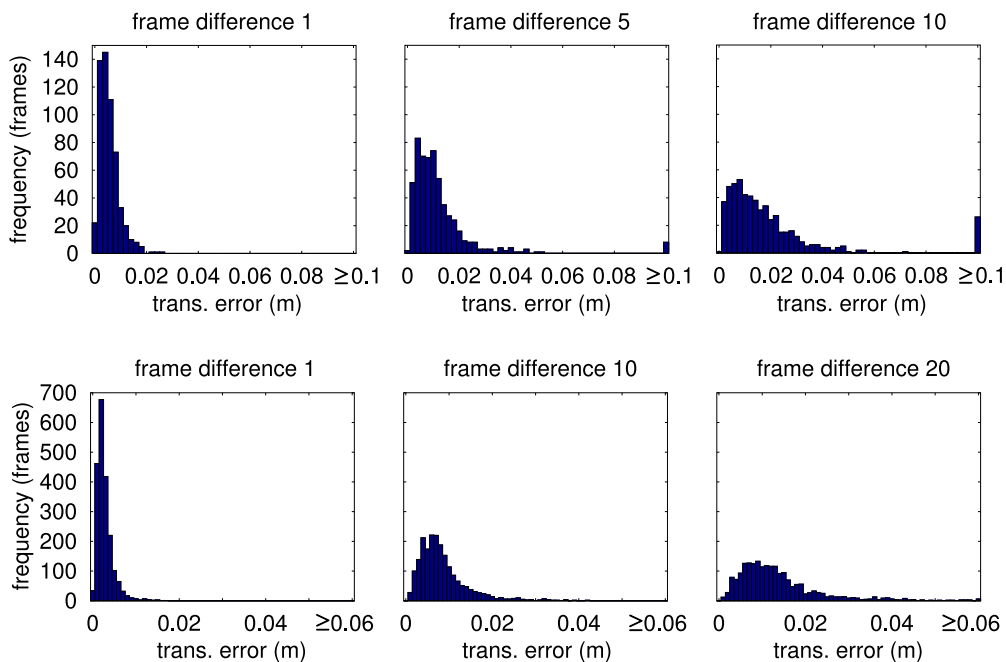 frame difference 1
frame difference 5
frame difference 10
frequency (frames)
140
120
100
80
60
40
20
0
0 0.02 0.04 0.06 0.08 ≥0.1
0 0.02 0.04 0.06 0.08 ≥0.1
0 0.02 0.04 0.06 0.08 ≥0.1
trans. error (m)
trans. error (m)
trans. error (m)
frame difference 1
frame difference 10
frame difference 20
frequency (frames)
700
600
500
400
300
200
100
0
0 0.02 0.04 ≥0.06
0 0.02 0.04 ≥0.06
0 0.02 0.04 ≥0.06
trans. error (m)
trans. error (m)
trans. error (m)